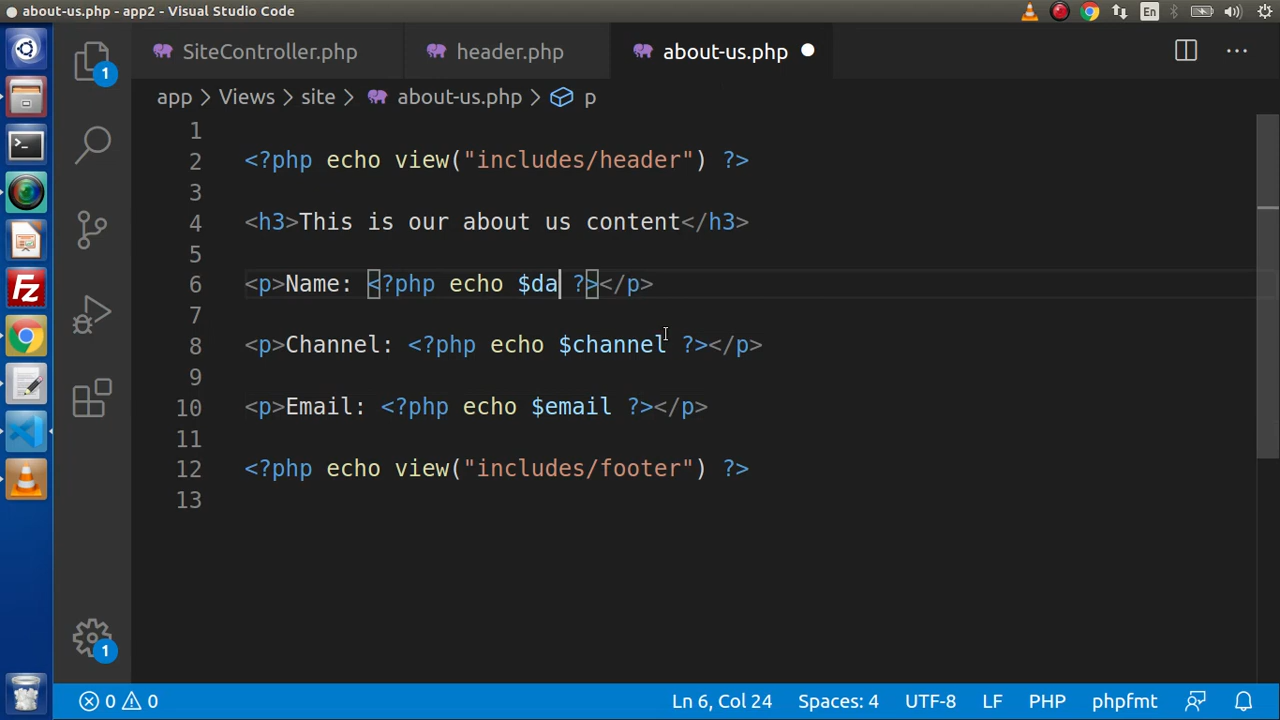 about-us.php - app2 - Visual Studio Code
En
SiteController.php
header.php
about-us.php
app > Views > site > about-us.php > p
1
1
2 <?php echo view("includes/header") ?>
3
4 <h3>This is our about us content</h3>
5
6 <p>Name: <?php echo $da ?></p>
7
8 <p>Channel: <?php echo $channel ?></p>
9
10 <p>Email: <?php echo $email ?></p>
11
12 <?php echo view("includes/footer") ?>
13
1
0 0 Ln 6, Col 24 Spaces: 4 UTF-8 LF PHP phpfmt